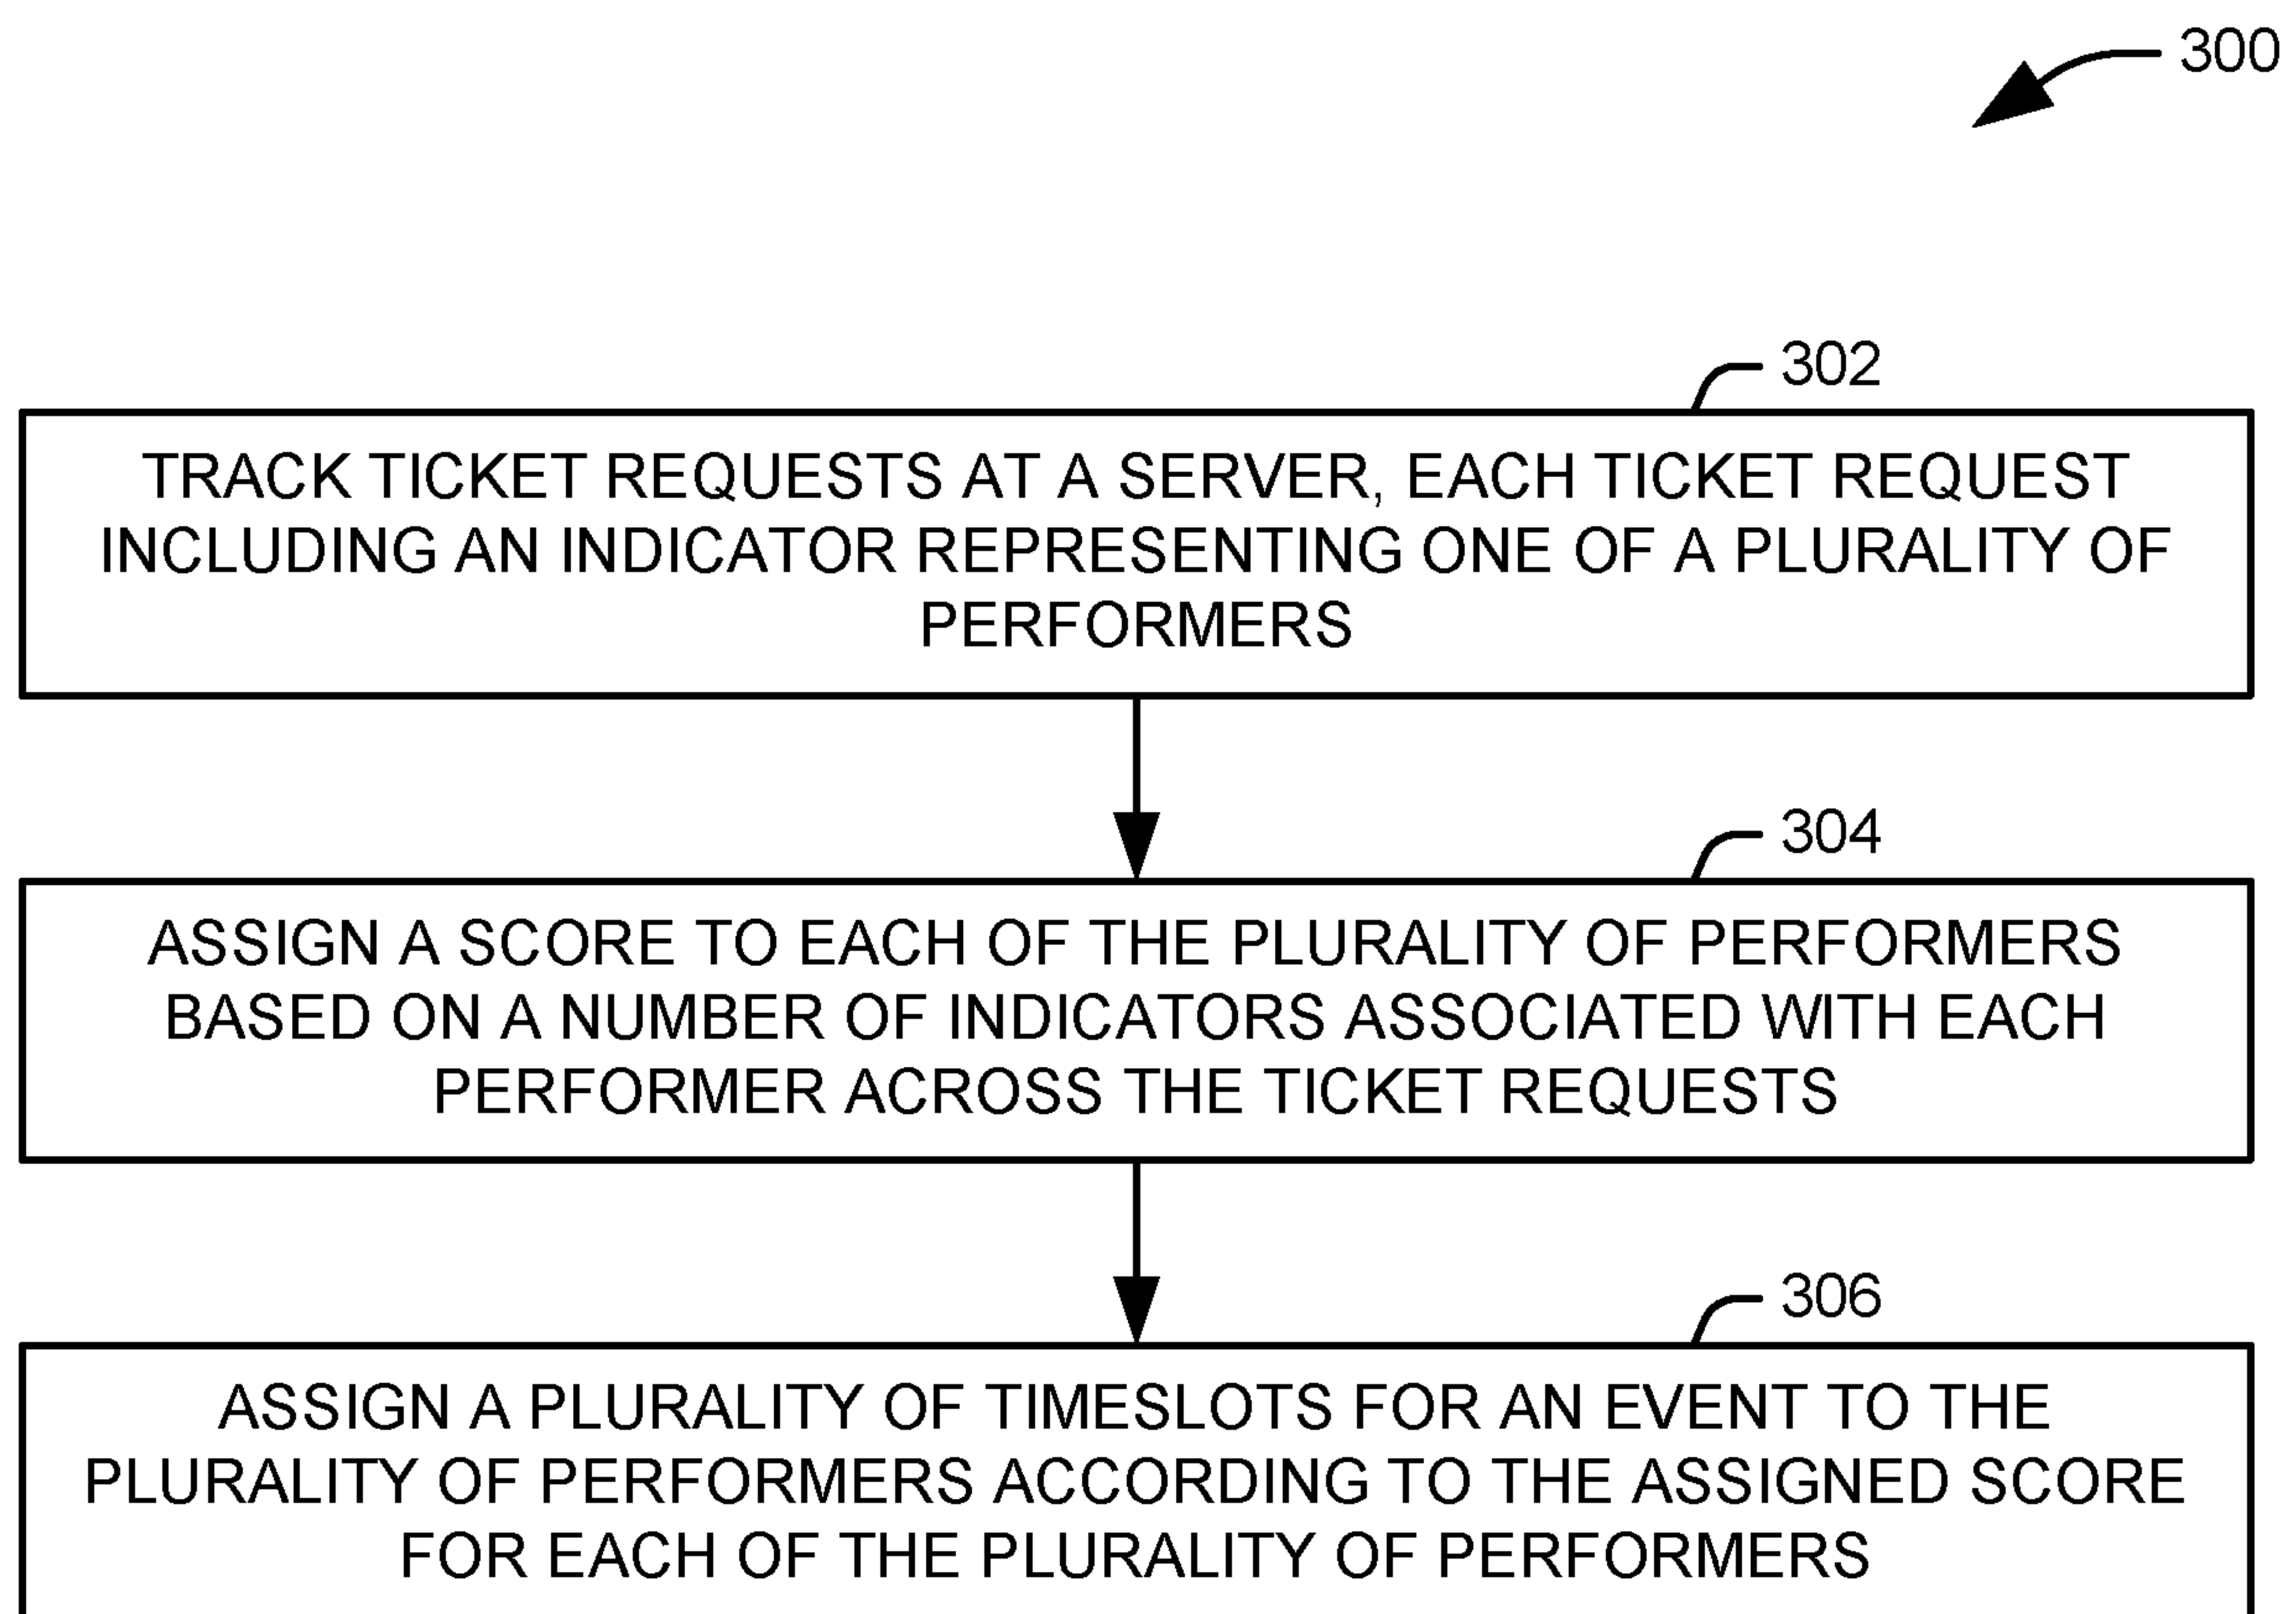 300
302
TRACK TICKET REQUESTS AT A SERVER, EACH TICKET REQUEST
INCLUDING AN INDICATOR REPRESENTING ONE OF A PLURALITY OF
PERFORMERS
304
ASSIGN A SCORE TO EACH OF THE PLURALITY OF PERFORMERS
BASED ON A NUMBER OF INDICATORS ASSOCIATED WITH EACH
PERFORMER ACROSS THE TICKET REQUESTS
306
ASSIGN A PLURALITY OF TIMESLOTS FOR AN EVENT TO THE
PLURALITY OF PERFORMERS ACCORDING TO THE ASSIGNED SCORE
FOR EACH OF THE PLURALITY OF PERFORMERS